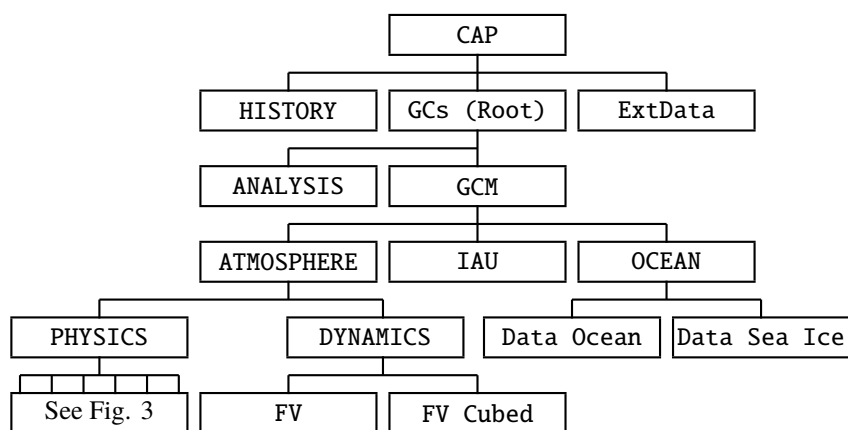 CAP
HISTORY
GCs (Root)
ExtData
ANALYSIS
GCM
ATMOSPHERE
IAU
OCEAN
PHYSICS
DYNAMICS
Data Ocean
Data Sea Ice
See Fig. 3
FV
FV Cubed